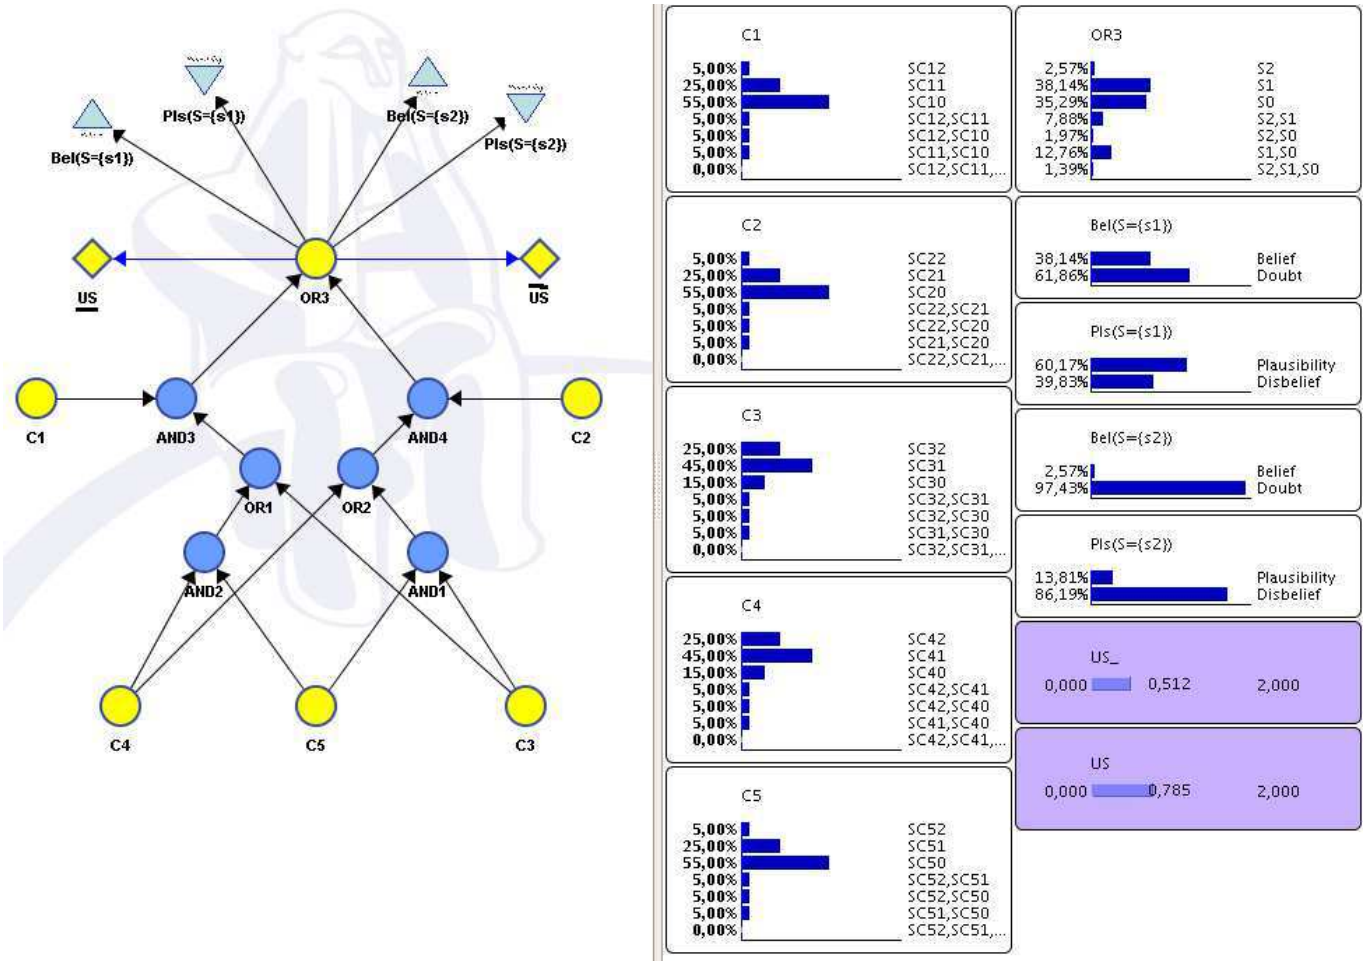 Pls(S={s1})
Bel(S={s2})
Pls(S={s2})
Bel(S={s1})
US
OR3
US
C1
AND3
AND4
C2
OR1
OR2
AND2
AND1
C4
C5
C3
C1
5,00% SC12
25,00% SC11
55,00% SC10
5,00% SC12,SC11
5,00% SC12,SC10
5,00% SC11,SC10
0,00% SC12,SC11,...
C2
5,00% SC22
25,00% SC21
55,00% SC20
5,00% SC22,SC21
5,00% SC22,SC20
5,00% SC21,SC20
0,00% SC22,SC21,...
C3
25,00% SC32
45,00% SC31
15,00% SC30
5,00% SC32,SC31
5,00% SC32,SC30
5,00% SC31,SC30
0,00% SC32,SC31,...
C4
25,00% SC42
45,00% SC41
15,00% SC40
5,00% SC42,SC41
5,00% SC42,SC40
5,00% SC41,SC40
0,00% SC42,SC41,...
C5
5,00% SC52
25,00% SC51
55,00% SC50
5,00% SC52,SC51
5,00% SC52,SC50
5,00% SC51,SC50
0,00% SC52,SC51,...
OR3
2,57% S2
38,14% S1
35,29% S0
7,88% S2,S1
1,97% S2,S0
12,76% S1,S0
1,39% S2,S1,S0
Bel(S={s1})
38,14% Belief
61,86% Doubt
Pls(S={s1})
60,17% Plausibility
39,83% Disbelief
Bel(S={s2})
2,57% Belief
97,43% Doubt
Pls(S={s2})
13,81% Plausibility
86,19% Disbelief
US_
0,000 0,512 2,000
US
0,000 0,785 2,000